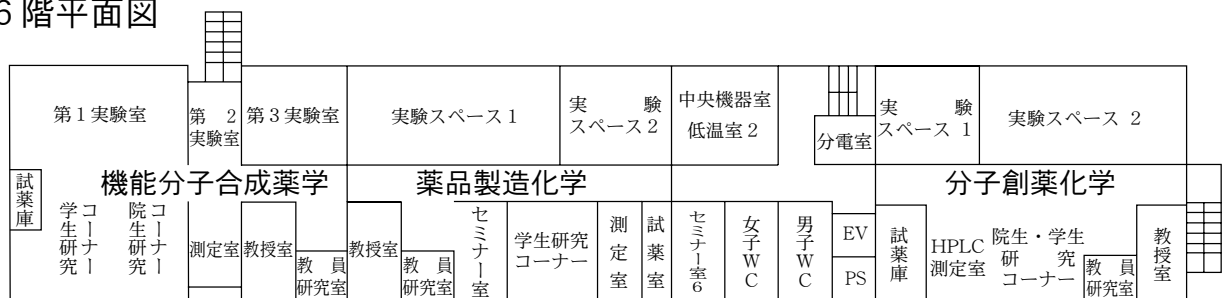 6階平面図
第1実験室
第2
実験室
第3実験室
実験スペース1
実験
スペース2
中央機器室
低温室2
分電室
実験
スペース 1
実験スペース 2
試薬庫
機能分子合成薬学
薬品製造化学
分子創薬化学
学生研究
コーナー
院生研究
コーナー
測定室
教授室
教員
研究室
教授室
教員
研究室
セミナー室
学生研究
コーナー
測定室
試薬室
セミナー室6
女子WC
男子WC
EV
PS
試薬庫
HPLC
測定室
院生・学生
研究
コーナー
教員
研究室
教授室